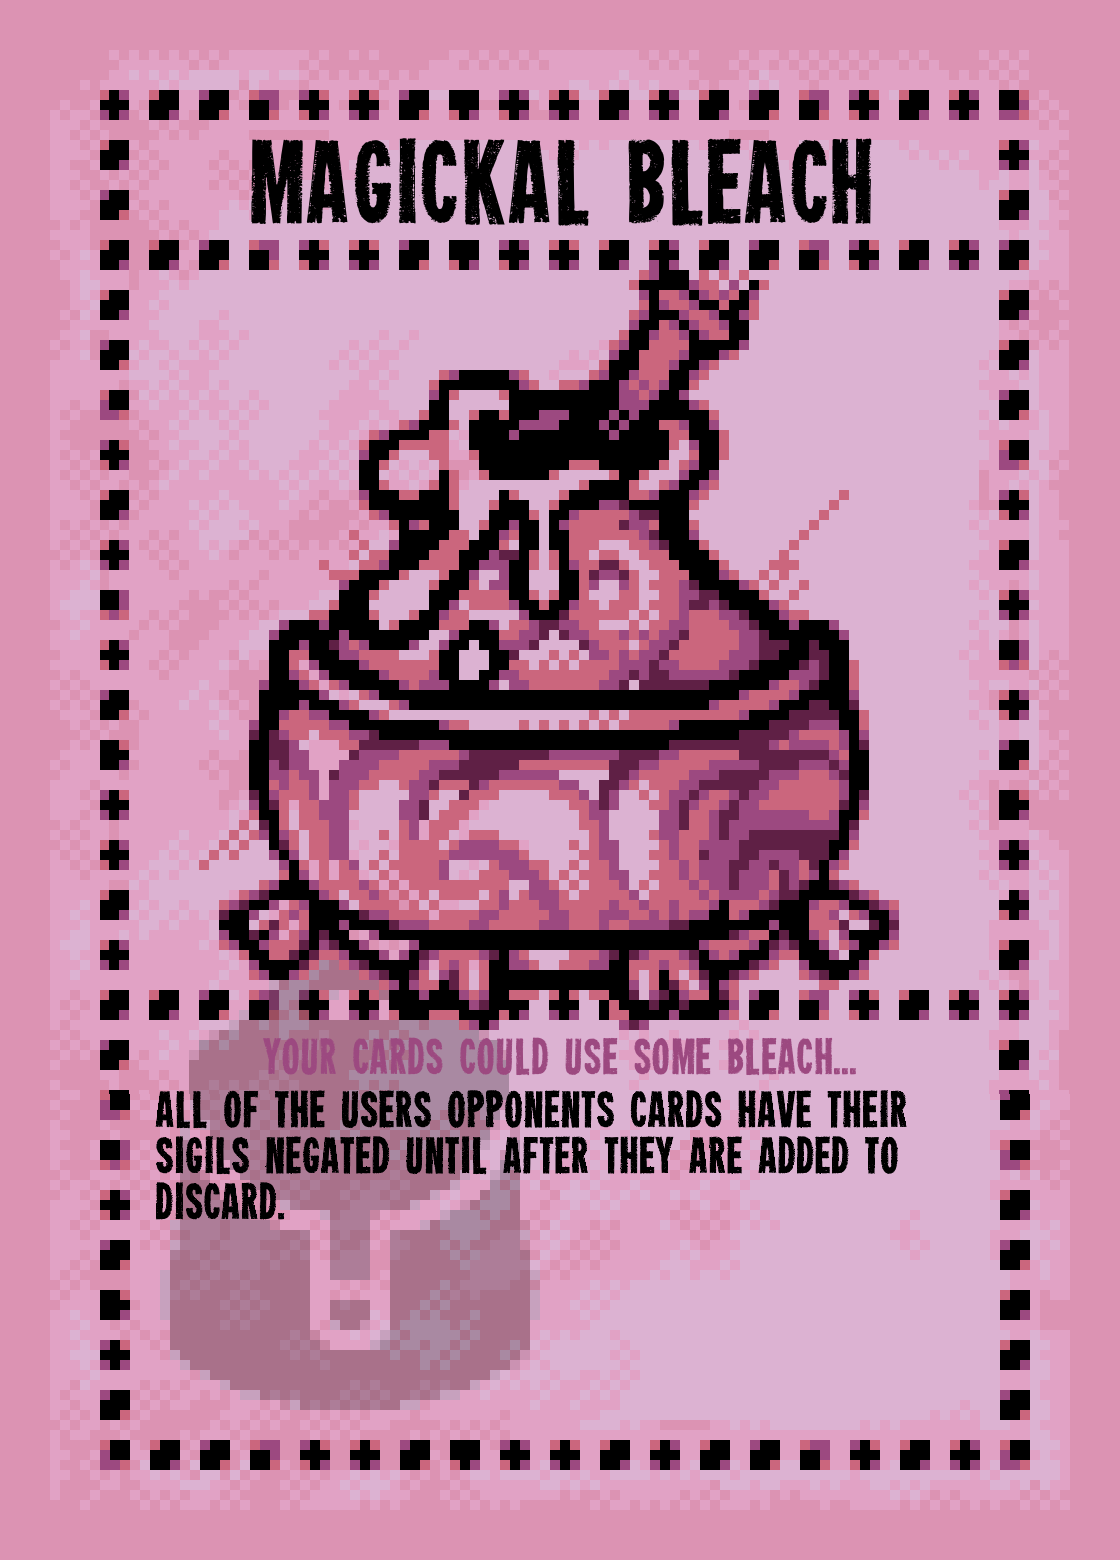 MAGICKAL BLEACH
YOUR CARDS COULD USE SOME BLEACH...
ALL OF THE USERS OPPONENTS CARDS HAVE THEIR
SIGILS NEGATED UNTIL AFTER THEY ARE ADDED TO
DISCARD.